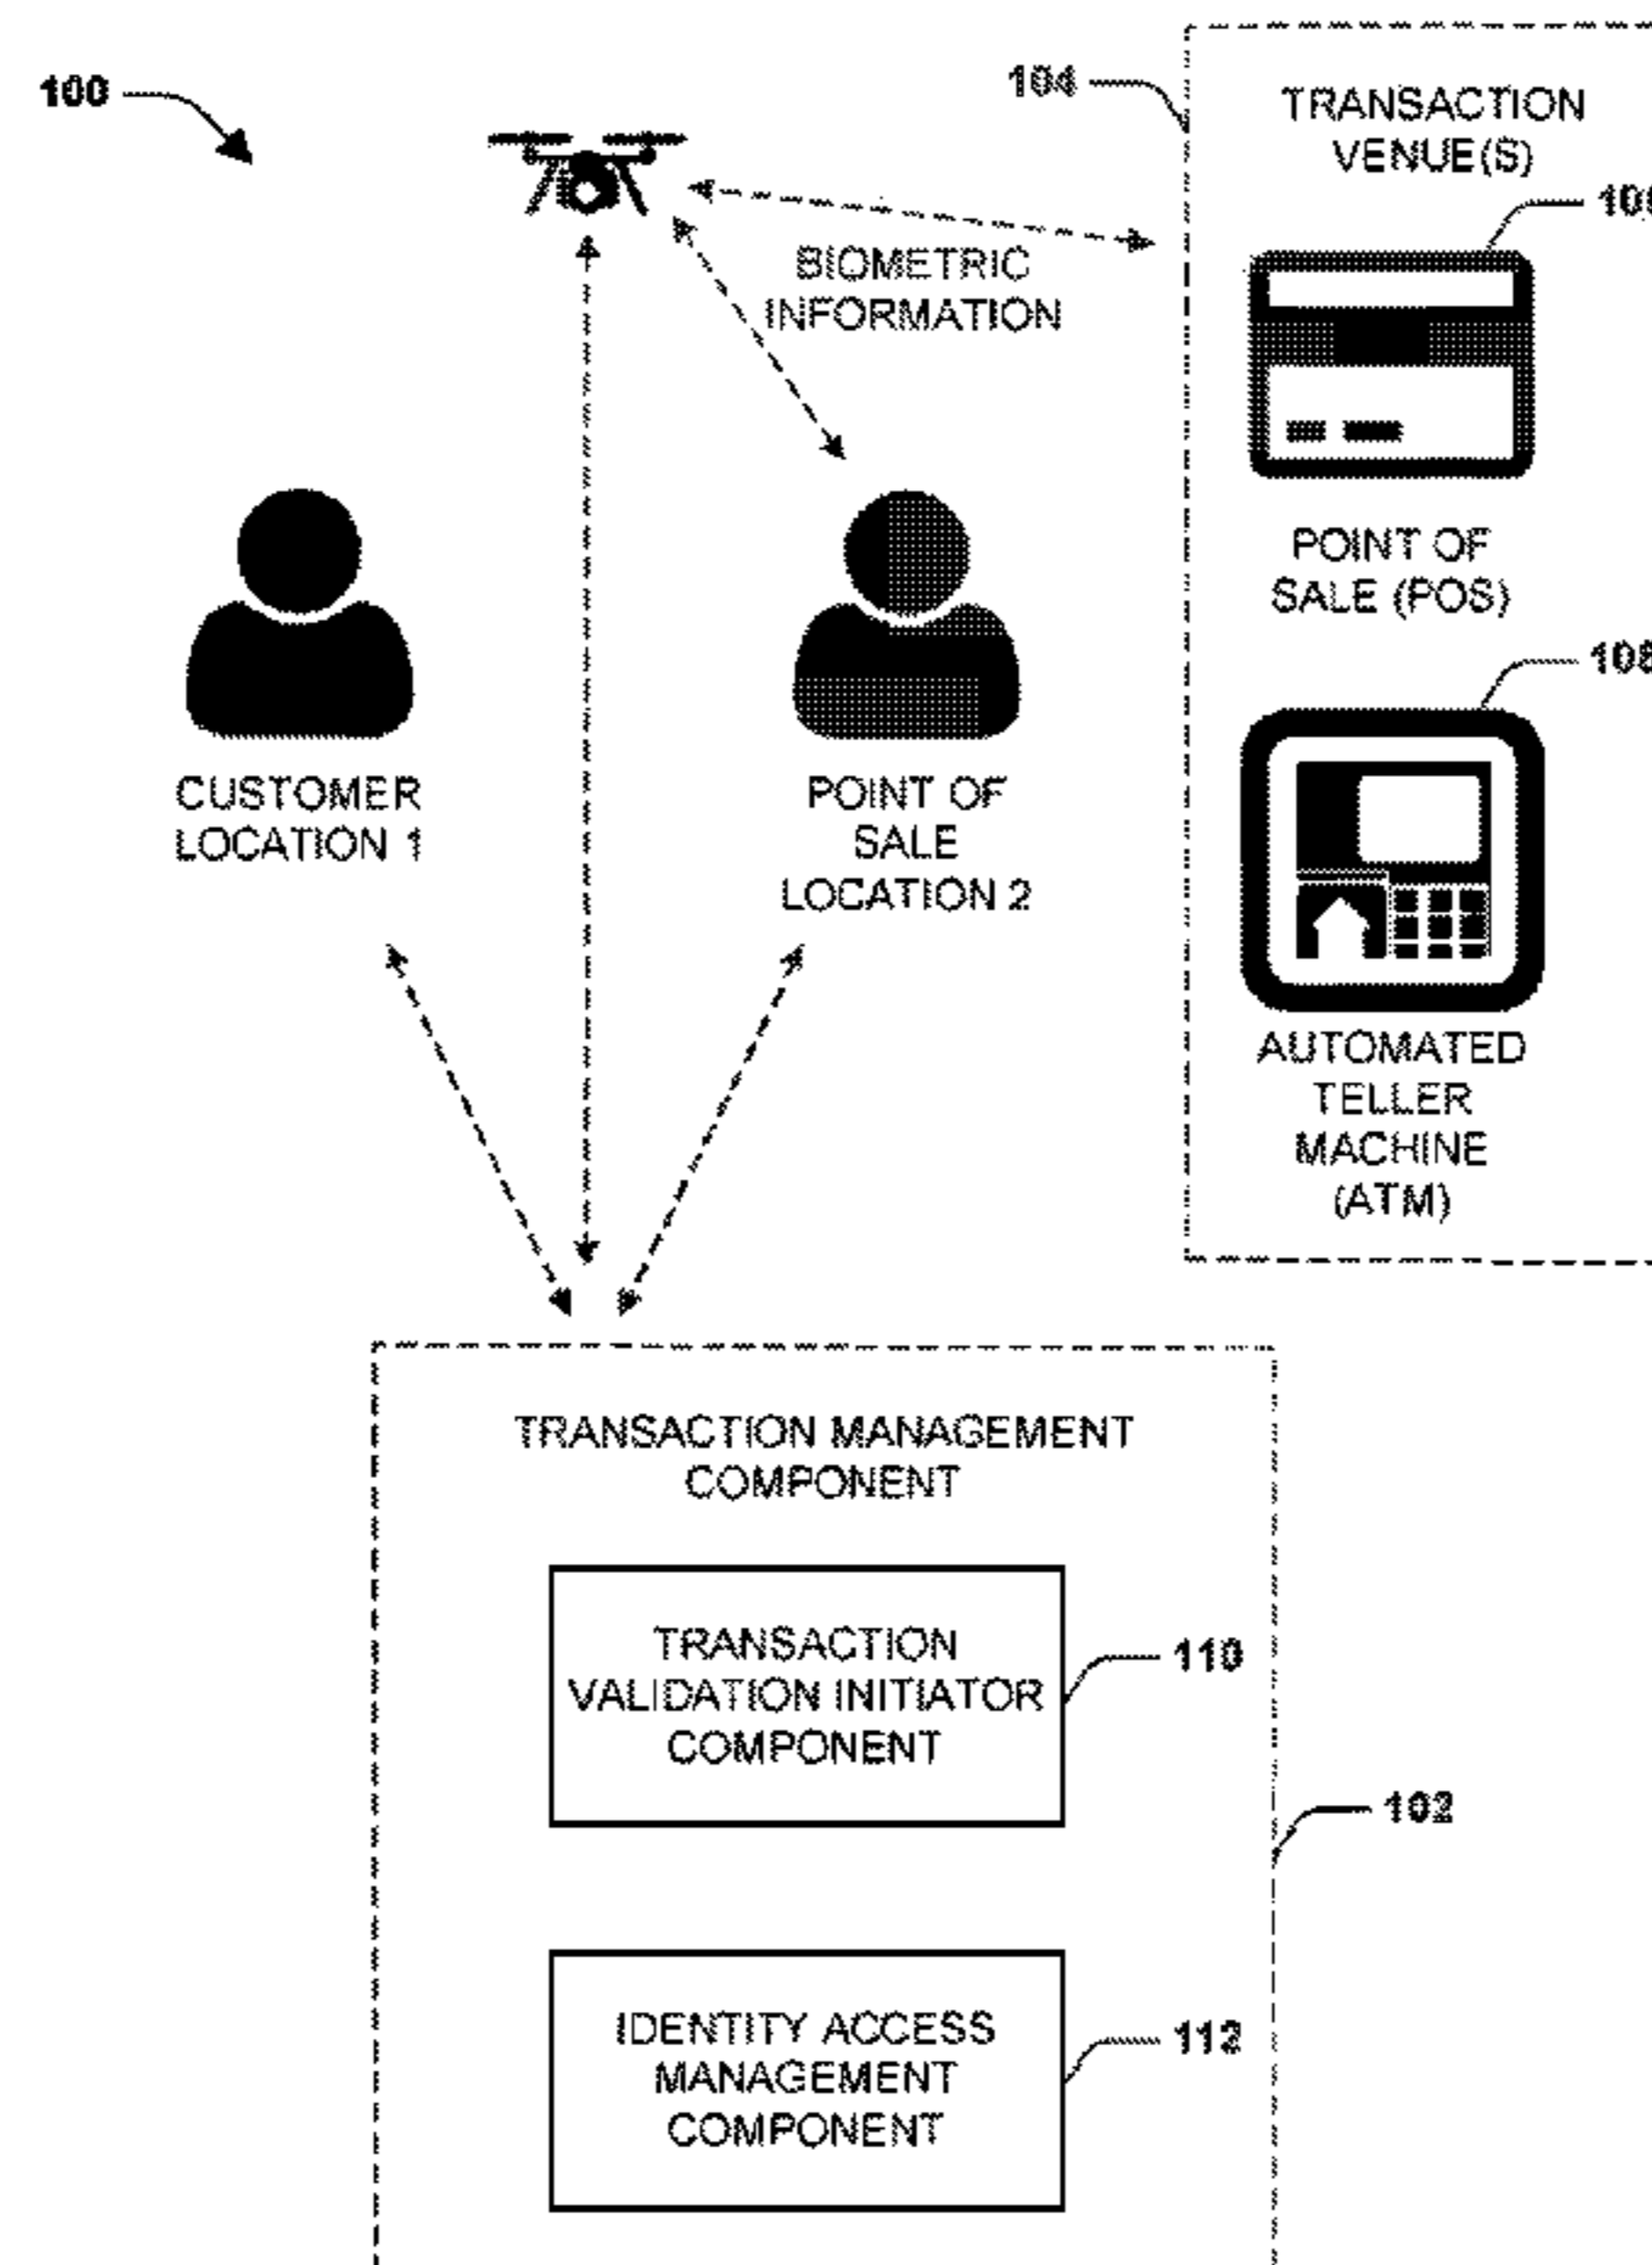 100
104
TRANSACTION
VENUE(S)
BIOMETRIC
INFORMATION
POINT OF
SALE (POS)
108
CUSTOMER
LOCATION 1
POINT OF
SALE
LOCATION 2
AUTOMATED
TELLER
MACHINE
(ATM)
TRANSACTION MANAGEMENT
COMPONENT
TRANSACTION
VALIDATION INITIATOR
COMPONENT
110
102
IDENTITY ACCESS
MANAGEMENT
COMPONENT
112